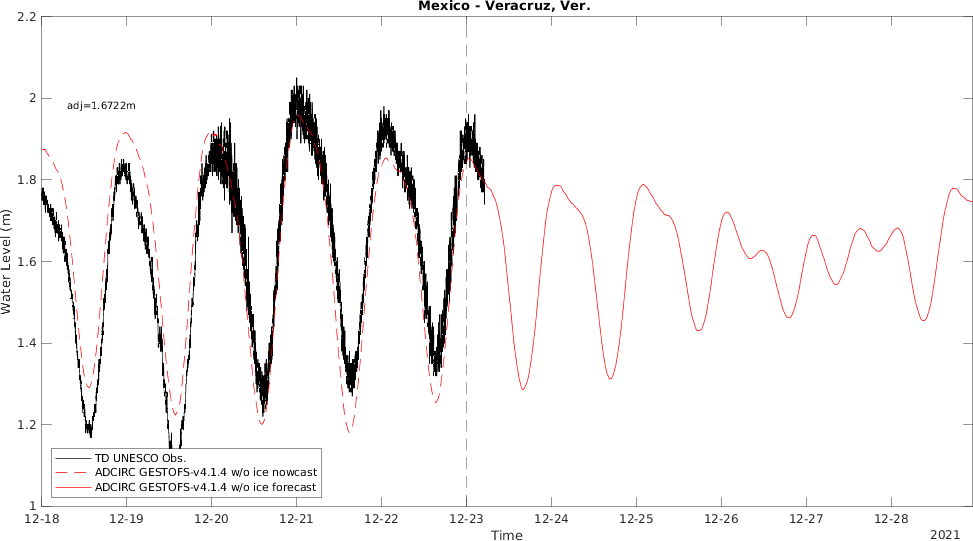 Mexico - Veracruz, Ver.
2.2
2
1.8
1.6
1.4
1.2
1
Water Level (m)
adj=1.6722m
TD UNESCO Obs.
ADCIRC GESTOFS-v4.1.4 w/o ice nowcast
ADCIRC GESTOFS-v4.1.4 w/o ice forecast
12-18 12-19 12-20 12-21 12-22 12-23 12-24 12-25 12-26 12-27 12-28
Time
2021